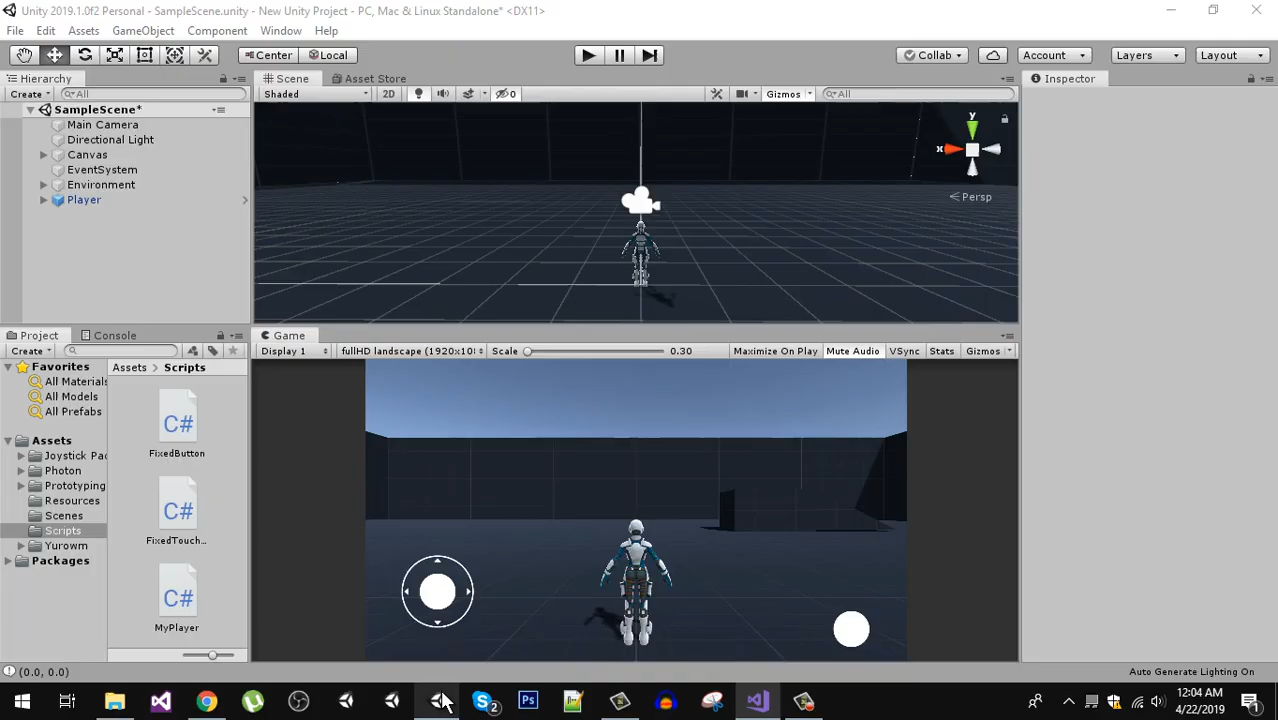 Unity 2019.1.0f2 Personal - SampleScene.unity - New Unity Project - PC, Mac & Linux Standalone* <DX11>
File Edit Assets GameObject Component Window Help
Center Local Collab Account Layers Layout
Hierarchy
Create All
SampleScene*
Main Camera
Directional Light
Canvas
EventSystem
Environment
Player
Scene Asset Store
Shaded 2D 0 Gizmos All
y
x
Persp
Inspector
Project Console
Create
Favorites
All Materials
All Models
All Prefabs
Assets
Joystick Pac
Photon
Prototyping
Resources
Scenes
Scripts
Yurowm
Packages
Assets Scripts
C#
FixedButton
C#
FixedTouch...
C#
MyPlayer
Game
Display 1 fullHD landscape (1920x10 Scale 0.30 Maximize On Play Mute Audio VSync Stats Gizmos
(0.0, 0.0)
Auto Generate Lighting On
2
Ps
12:04 AM
4/22/2019